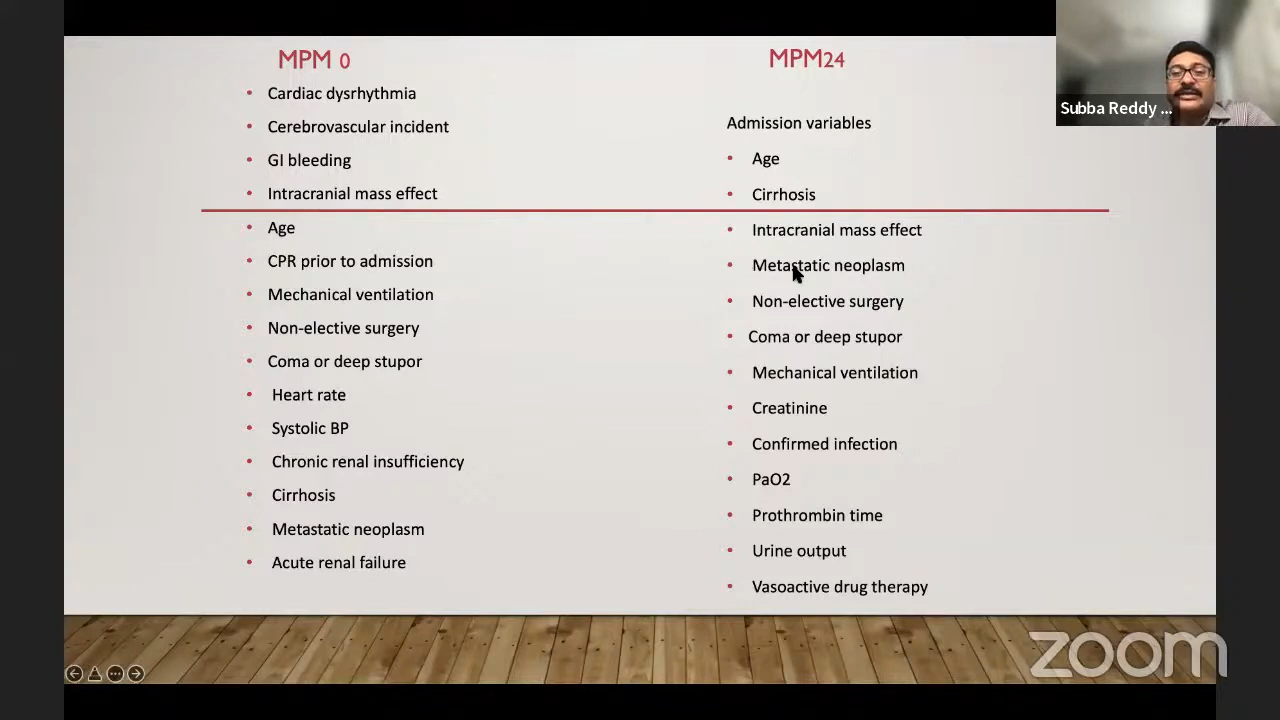 MPM 0
Cardiac dysrhythmia
Cerebrovascular incident
GI bleeding
Intracranial mass effect
Age
CPR prior to admission
Mechanical ventilation
Non-elective surgery
Coma or deep stupor
Heart rate
Systolic BP
Chronic renal insufficiency
Cirrhosis
Metastatic neoplasm
Acute renal failure
MPM24
Admission variables
Age
Cirrhosis
Intracranial mass effect
Metastatic neoplasm
Non-elective surgery
Coma or deep stupor
Mechanical ventilation
Creatinine
Confirmed infection
PaO2
Prothrombin time
Urine output
Vasoactive drug therapy
Subba Reddy ...
zoom